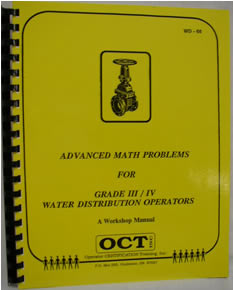 WD - 08
ADVANCED MATH PROBLEMS
FOR
GRADE III / IV
WATER DISTRIBUTION OPERATORS
A Workshop Manual
OCT
Operator CERTIFICATION Training, Inc.